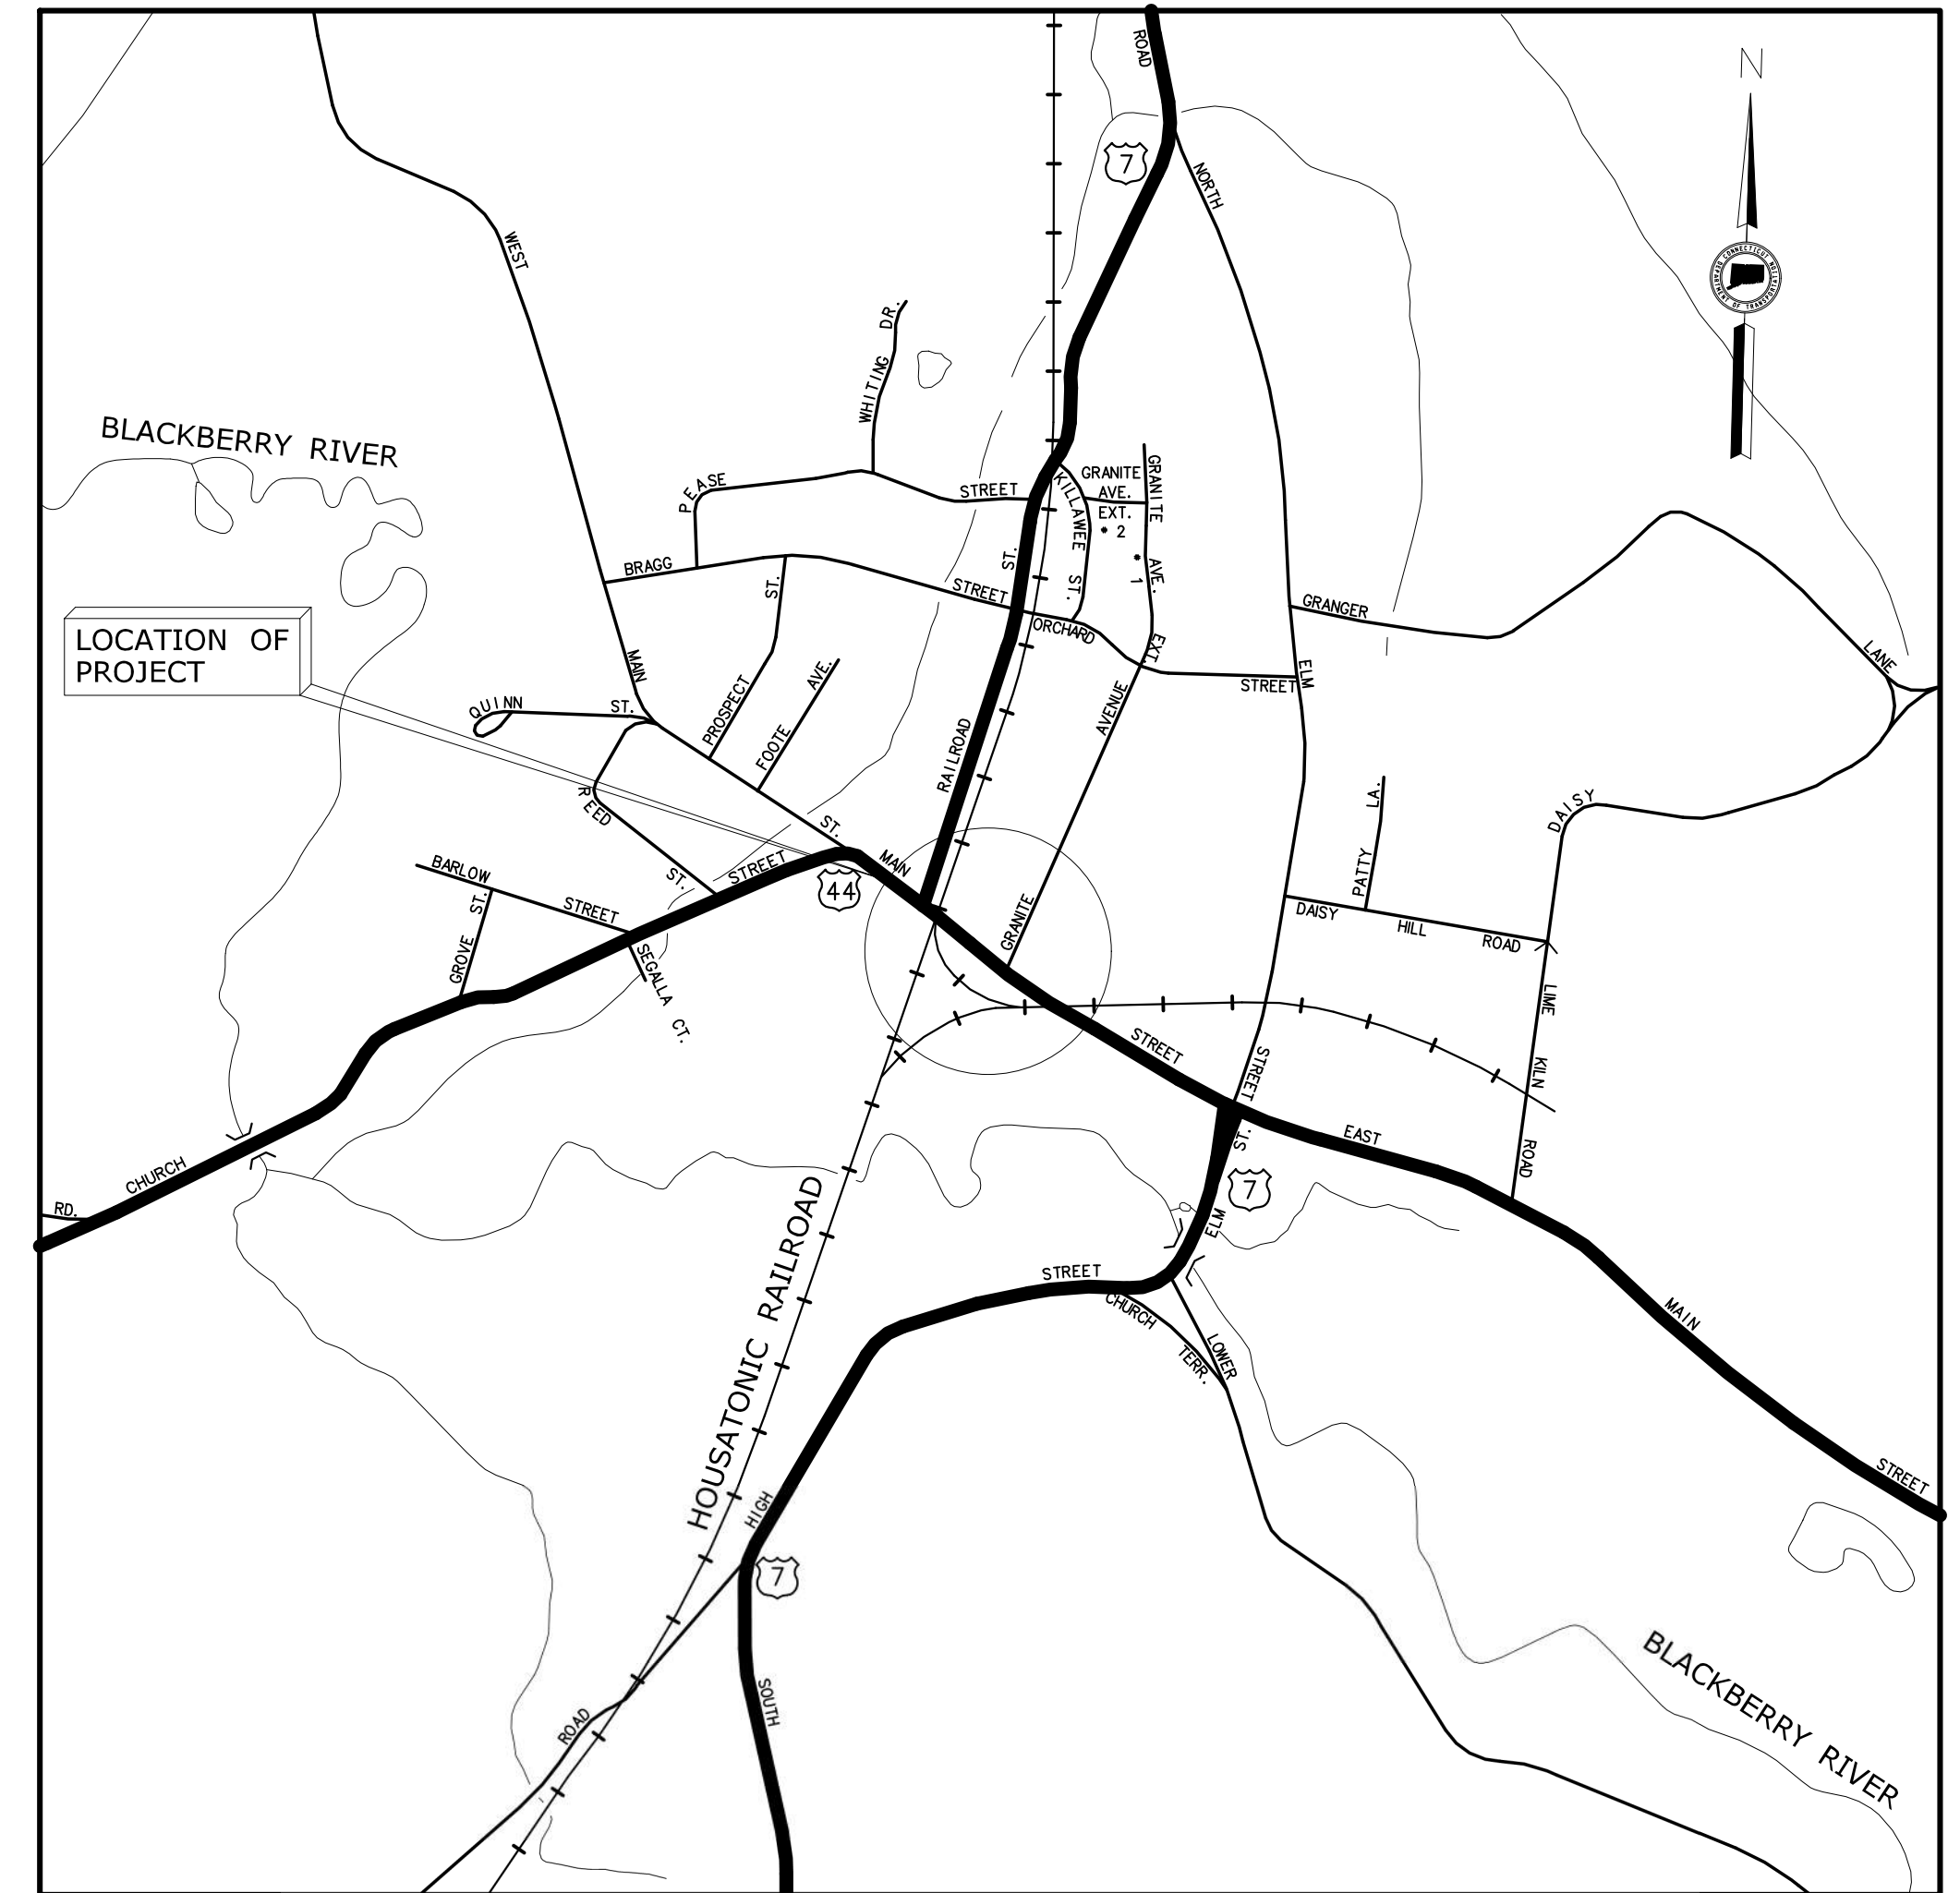 ROAD
N
7
NORTH
CONNECTICUT
DEPARTMENT OF TRANSPORTATION
WEST
WHITING DR.
BLACKBERRY RIVER
PEASE STREET
KILLAWEE ST.
GRANITE
AVE.
EXT.
* 2
GRANITE AVE. EXT.
* 1
BRAGG STREET
ST.
ORCHARD STREET
GRANGER LANE
LOCATION OF
PROJECT
MAIN ST.
QUINN ST.
PROSPECT ST.
FOOTE AVE.
RAILROAD
GRANITE AVENUE
ELM STREET
REED ST.
PATTY LA.
DAISY
BARLOW STREET
STREET
44
MAIN STREET
GROVE ST.
SEGALLA CT.
DAISY HILL ROAD
LIME KILN ROAD
CHURCH
RD.
ELM ST.
7
EAST MAIN STREET
HOUSATONIC RAILROAD
HIGH STREET
CHURCH TERR.
LOWER
7
ROAD
SOUTH
BLACKBERRY RIVER